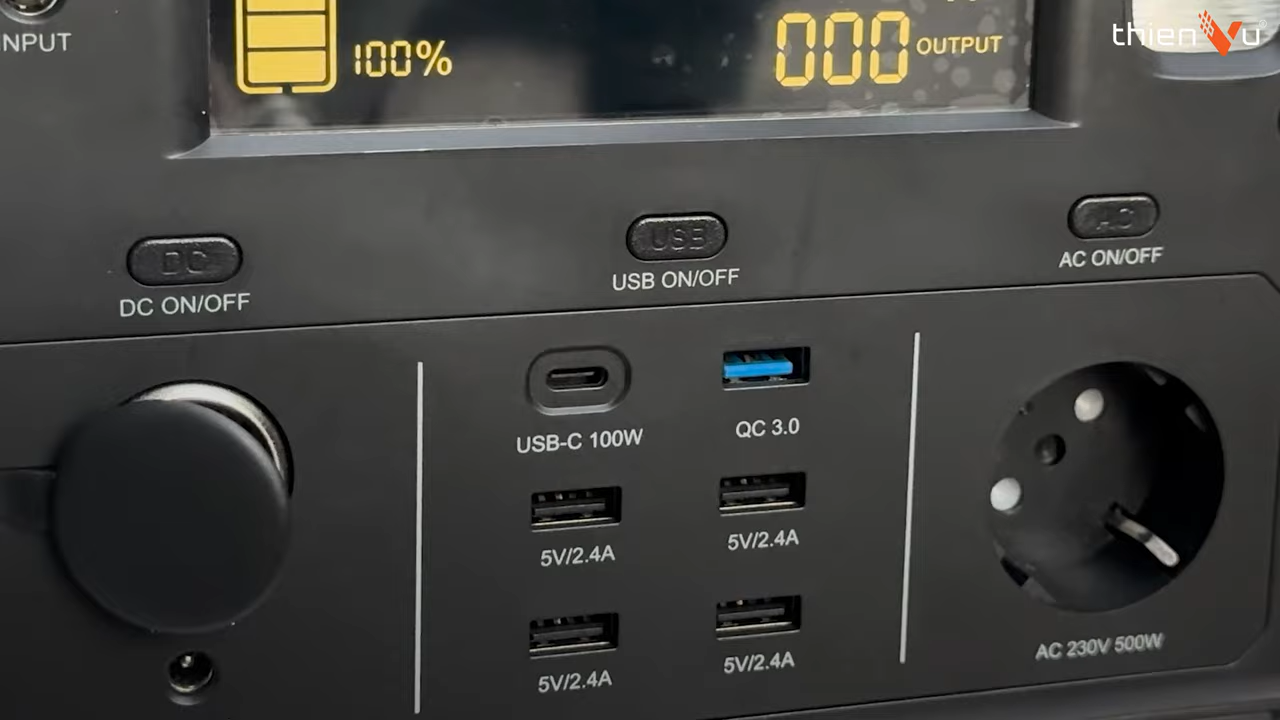 INPUT
100%
000 OUTPUT
thienVu®
DC
DC ON/OFF
USB
USB ON/OFF
AC
AC ON/OFF
USB-C 100W
QC 3.0
5V/2.4A
5V/2.4A
5V/2.4A
5V/2.4A
AC 230V 500W